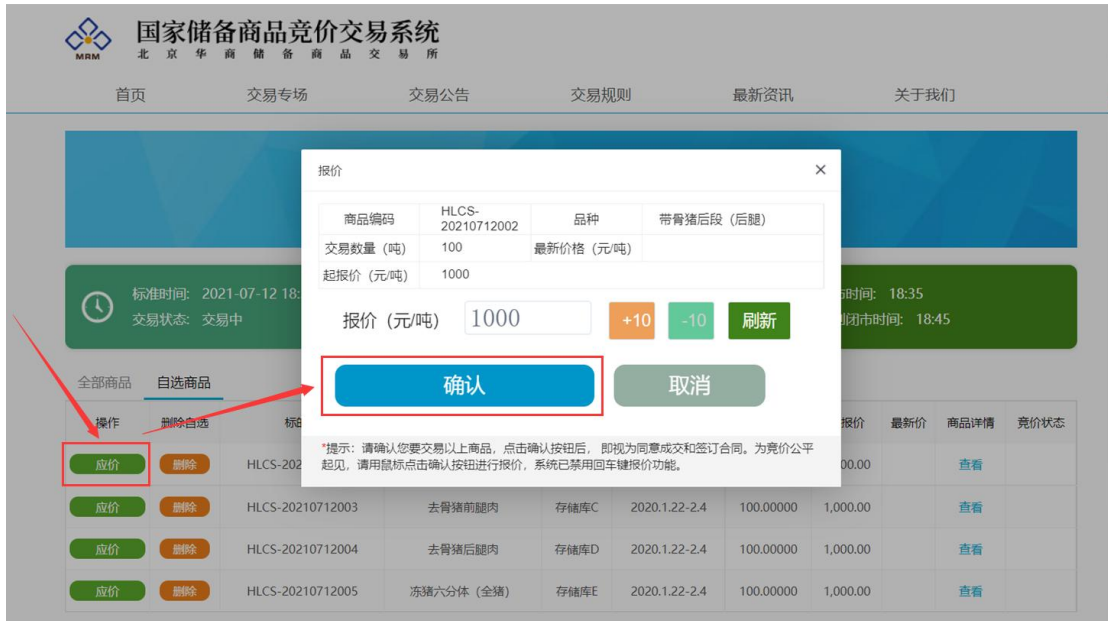 国家储备商品竞价交易系统
MRM 北京华商储备商品交易所
首页 交易专场 交易公告 交易规则 最新资讯 关于我们
报价 ×
商品编码 HLCS-20210712002 品种 带骨猪后段（后腿）
交易数量（吨） 100 最新价格（元/吨）
起报价（元/吨） 1000
标准时间: 2021-07-12 18: 时间: 18:35
交易状态: 交易中 闭市时间: 18:45
报价（元/吨） 1000 +10 -10 刷新
确认 取消
全部商品 自选商品
操作 删除自选 标的 报价 最新价 商品详情 竞价状态
*提示：请确认您要交易以上商品，点击确认按钮后， 即视为同意成交和签订合同。为竞价公平
起见，请用鼠标点击确认按钮进行报价，系统已禁用回车键报价功能。
应价 删除 HLCS-202 00.00 查看
应价 删除 HLCS-20210712003 去骨猪前腿肉 存储库C 2020.1.22-2.4 100.00000 1,000.00 查看
应价 删除 HLCS-20210712004 去骨猪后腿肉 存储库D 2020.1.22-2.4 100.00000 1,000.00 查看
应价 删除 HLCS-20210712005 冻猪六分体（全猪） 存储库E 2020.1.22-2.4 100.00000 1,000.00 查看